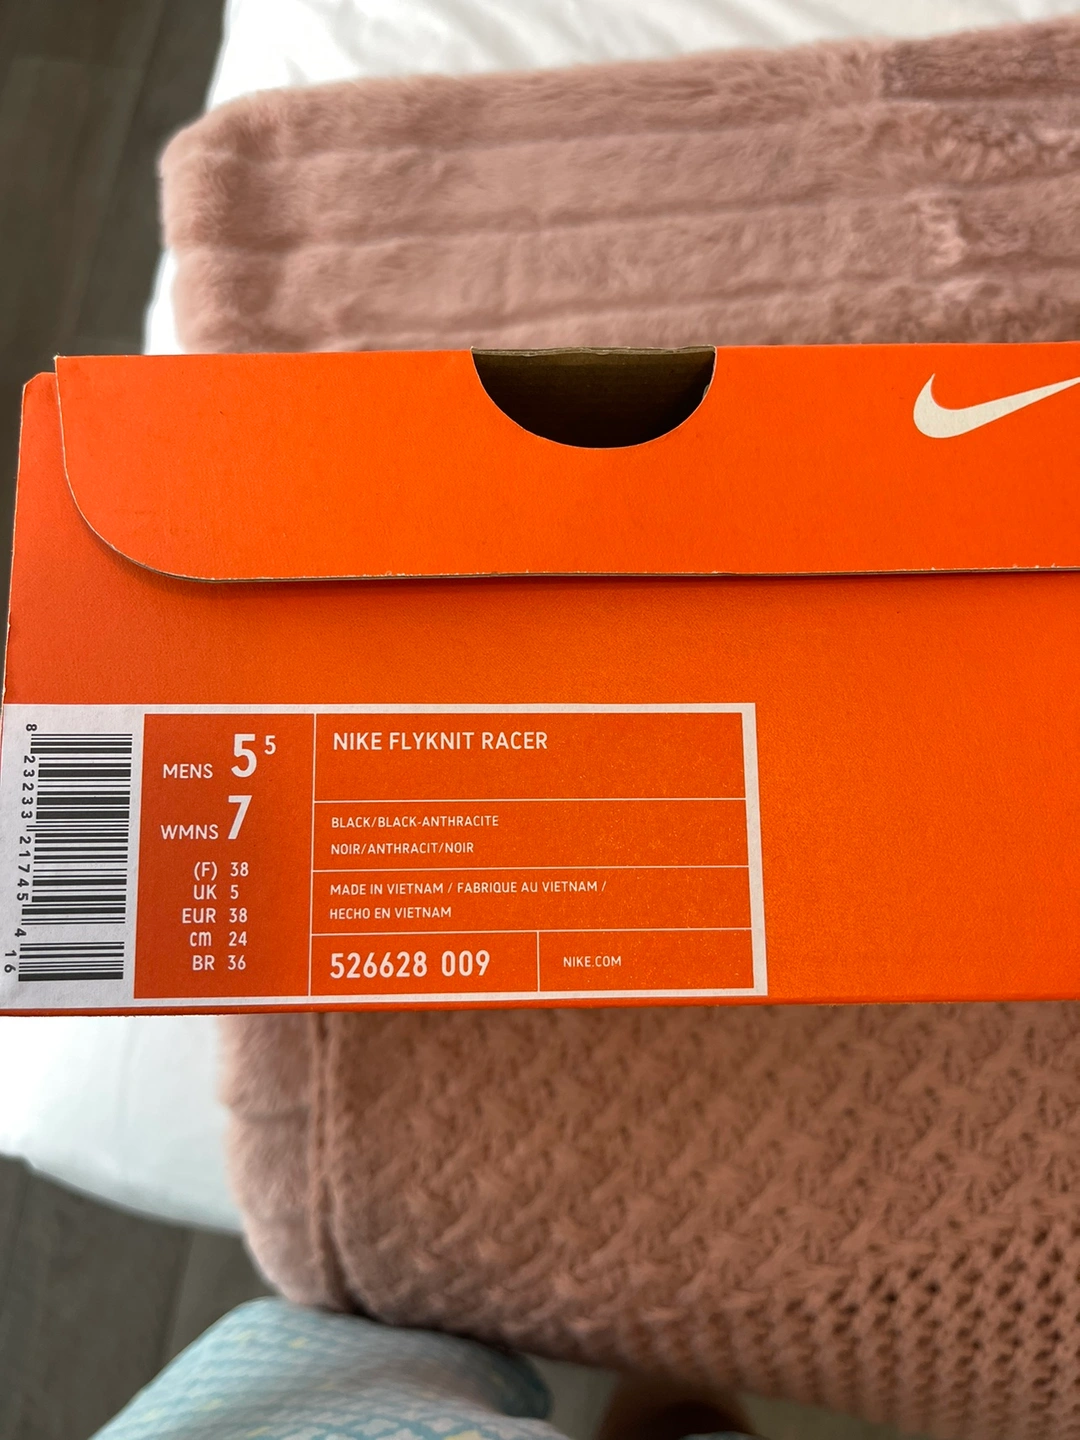 8 23233 21745 4 16
MENS 5 5
WMNS 7
(F) 38
UK 5
EUR 38
cm 24
BR 36
NIKE FLYKNIT RACER
BLACK/BLACK-ANTHRACITE
NOIR/ANTHRACIT/NOIR
MADE IN VIETNAM / FABRIQUE AU VIETNAM /
HECHO EN VIETNAM
526628 009
NIKE.COM